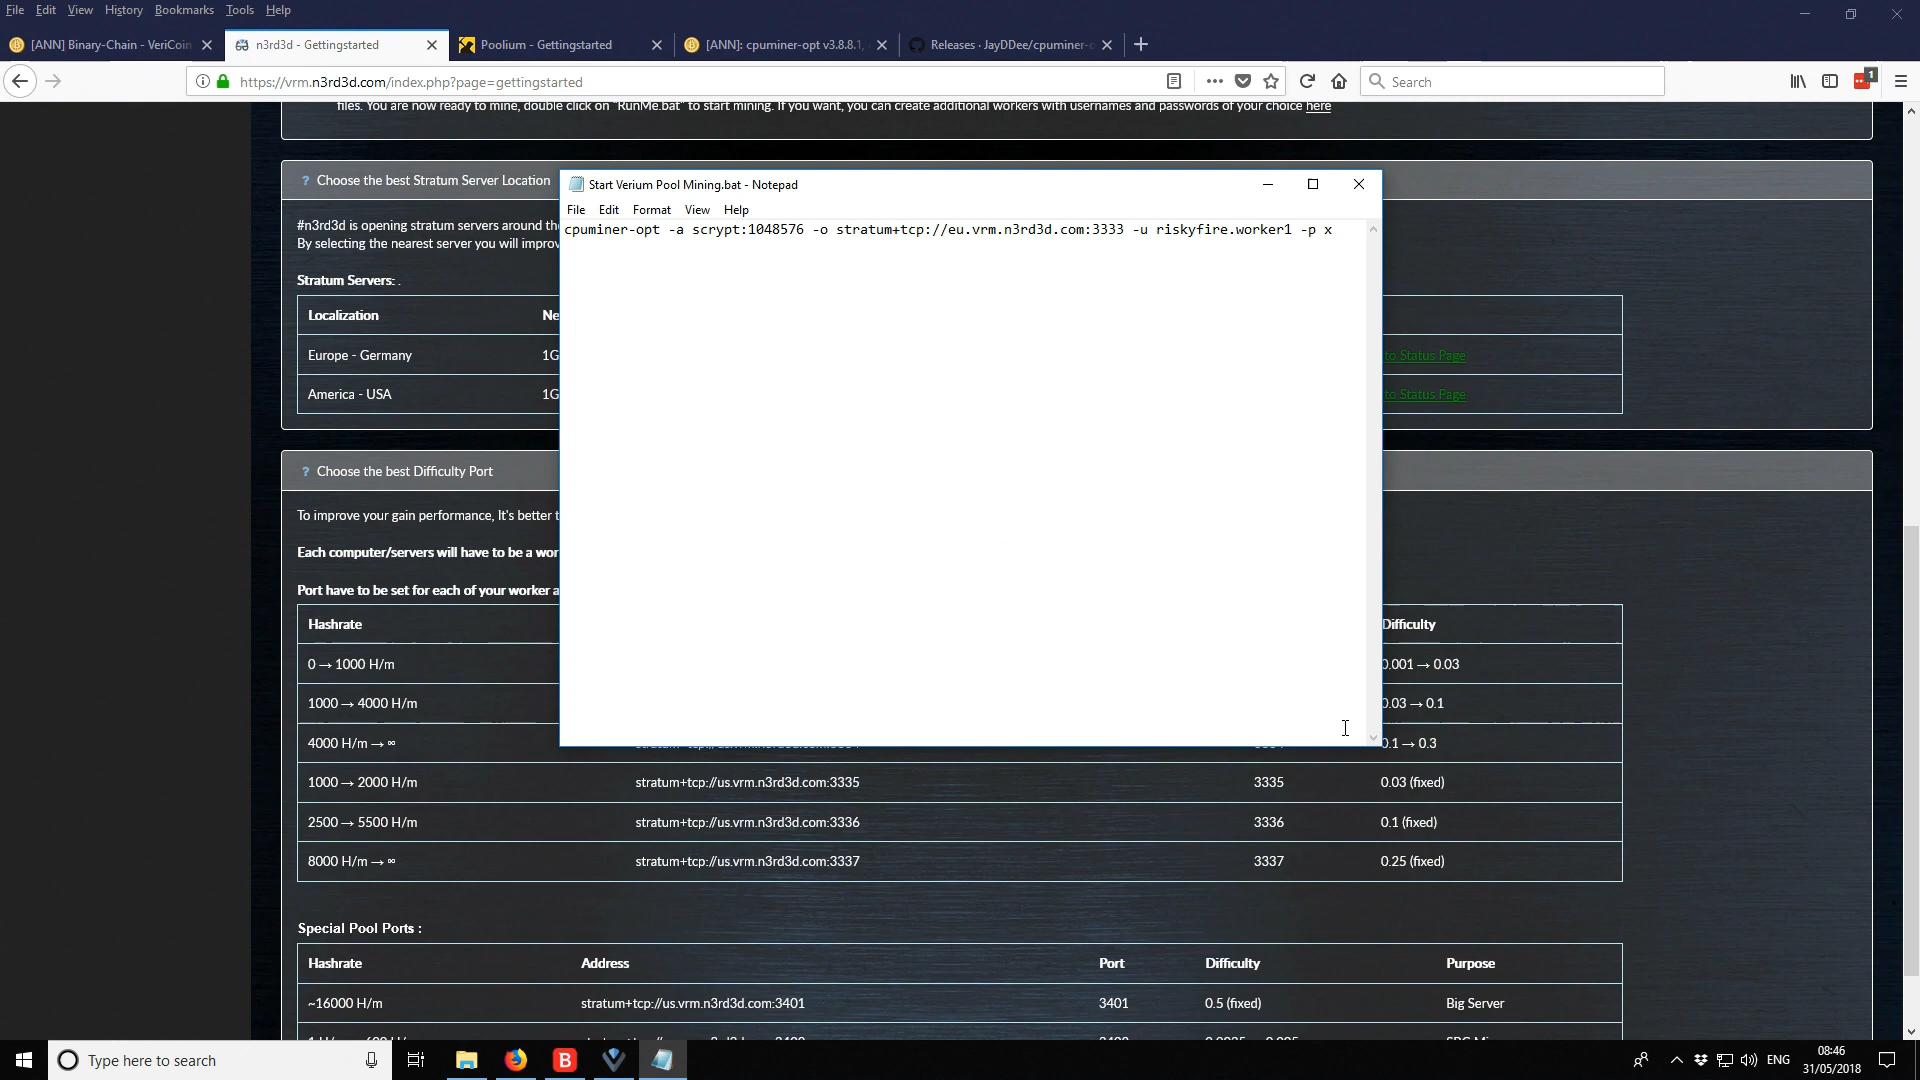 File Edit View History Bookmarks Tools Help
[ANN] Binary-Chain - VeriCoin
n3rd3d - Gettingstarted
Poolium - Gettingstarted
[ANN]: cpuminer-opt v3.8.8.1,
Releases · JayDDee/cpuminer-o
https://vrm.n3rd3d.com/index.php?page=gettingstarted
Search
1
files. You are now ready to mine, double click on "RunMe.bat" to start mining. If you want, you can create additional workers with usernames and passwords of your choice here
? Choose the best Stratum Server Location
Start Verium Pool Mining.bat - Notepad
File Edit Format View Help
cpuminer-opt -a scrypt:1048576 -o stratum+tcp://eu.vrm.n3rd3d.com:3333 -u riskyfire.worker1 -p x
#n3rd3d is opening stratum servers around the
By selecting the nearest server you will improv
Stratum Servers: .
Localization Ne
Europe - Germany 1G to Status Page
America - USA 1G to Status Page
? Choose the best Difficulty Port
To improve your gain performance, It's better t
Each computer/servers will have to be a wor
Port have to be set for each of your worker a
Hashrate Difficulty
0 → 1000 H/m 0.001 → 0.03
1000 → 4000 H/m 0.03 → 0.1
4000 H/m → ∞ 0.1 → 0.3
1000 → 2000 H/m stratum+tcp://us.vrm.n3rd3d.com:3335 3335 0.03 (fixed)
2500 → 5500 H/m stratum+tcp://us.vrm.n3rd3d.com:3336 3336 0.1 (fixed)
8000 H/m → ∞ stratum+tcp://us.vrm.n3rd3d.com:3337 3337 0.25 (fixed)
Special Pool Ports :
Hashrate Address Port Difficulty Purpose
~16000 H/m stratum+tcp://us.vrm.n3rd3d.com:3401 3401 0.5 (fixed) Big Server
Type here to search
ENG
08:46
31/05/2018